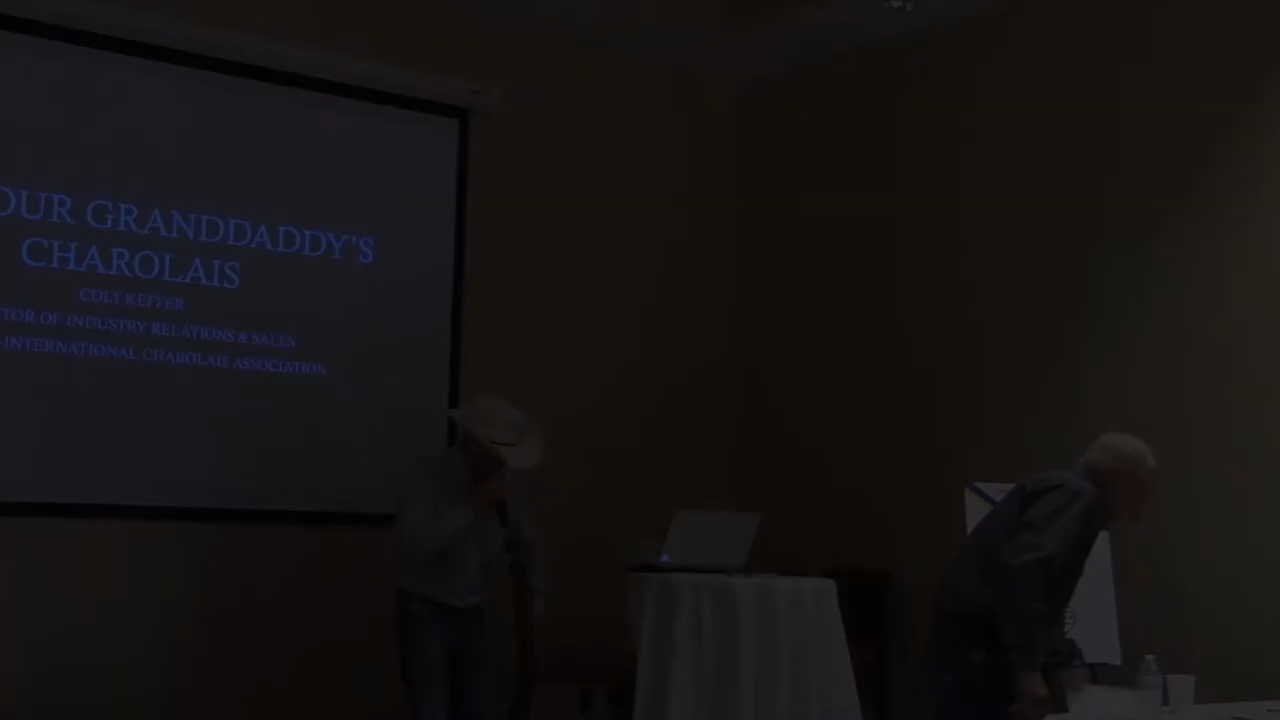 OUR GRANDDADDY'S
CHAROLAIS
COLT KEFFER
TOR OF INDUSTRY RELATIONS & SALES
-INTERNATIONAL CHAROLAIS ASSOCIATION